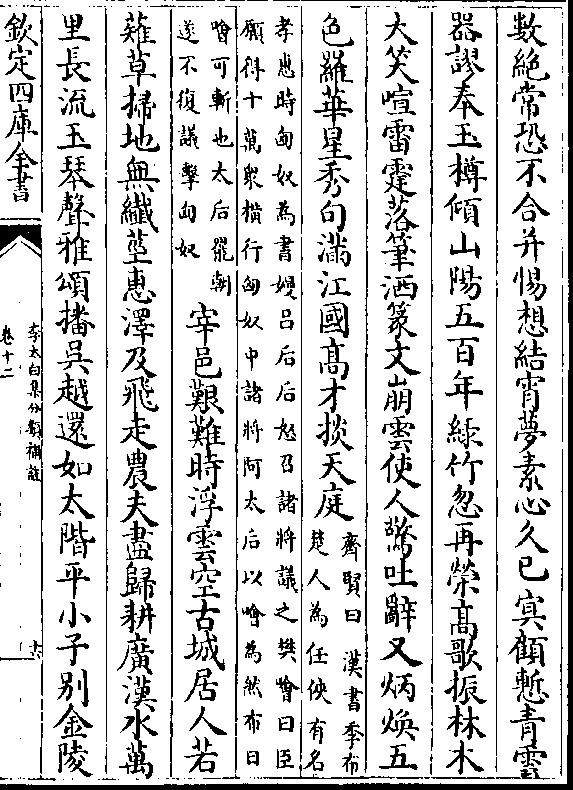 數絶常恐不合并惕想結宵夢素心久已㝠顧慙青雲
器謬奉玉樽傾山陽五百年緑竹忽再榮髙歌振林木
大笑喧雷霆落筆洒篆文崩雲使人驚吐辭又炳煥五
色羅華星秀句滿江國髙才掞天庭
齊賢曰漢書季布
楚人為任俠有名
孝惠時匈奴為書嫚吕后后怒召諸將議之樊噲曰臣
願得十萬衆横行匈奴中諸將阿太后以噲為然布曰
噲可斬也太后罷朝
遂不復議擊匈奴
宰邑艱難時浮雲空古城居人若
薙草掃地無纖莖惠澤及飛走農夫盡歸耕廣漢水萬
里長流玉琴聲雅頌播吳越還如太階平小子別金陵
欽定四庫全書
李太白集分類補註
卷十二
十六